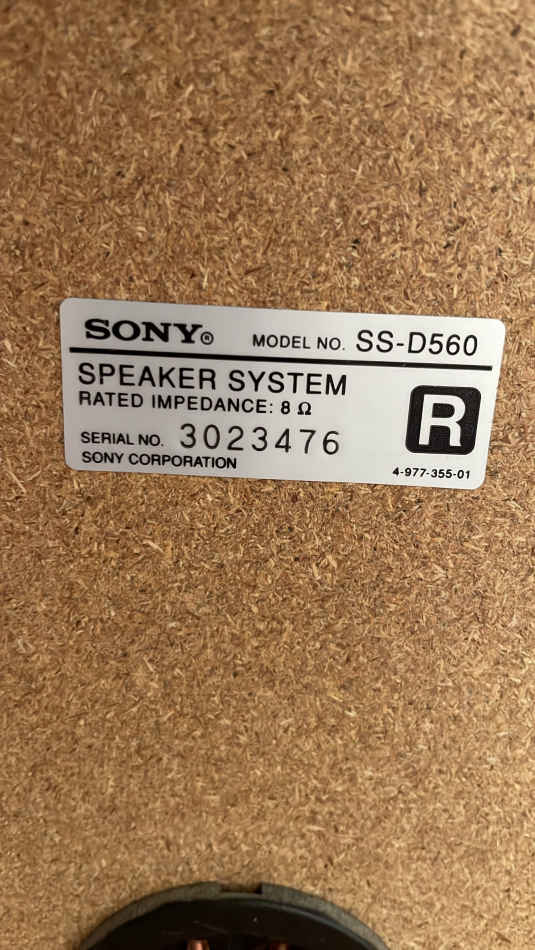 SONY® MODEL NO. SS-D560
SPEAKER SYSTEM
RATED IMPEDANCE: 8 Ω
R
SERIAL NO. 3023476
SONY CORPORATION
4-977-355-01